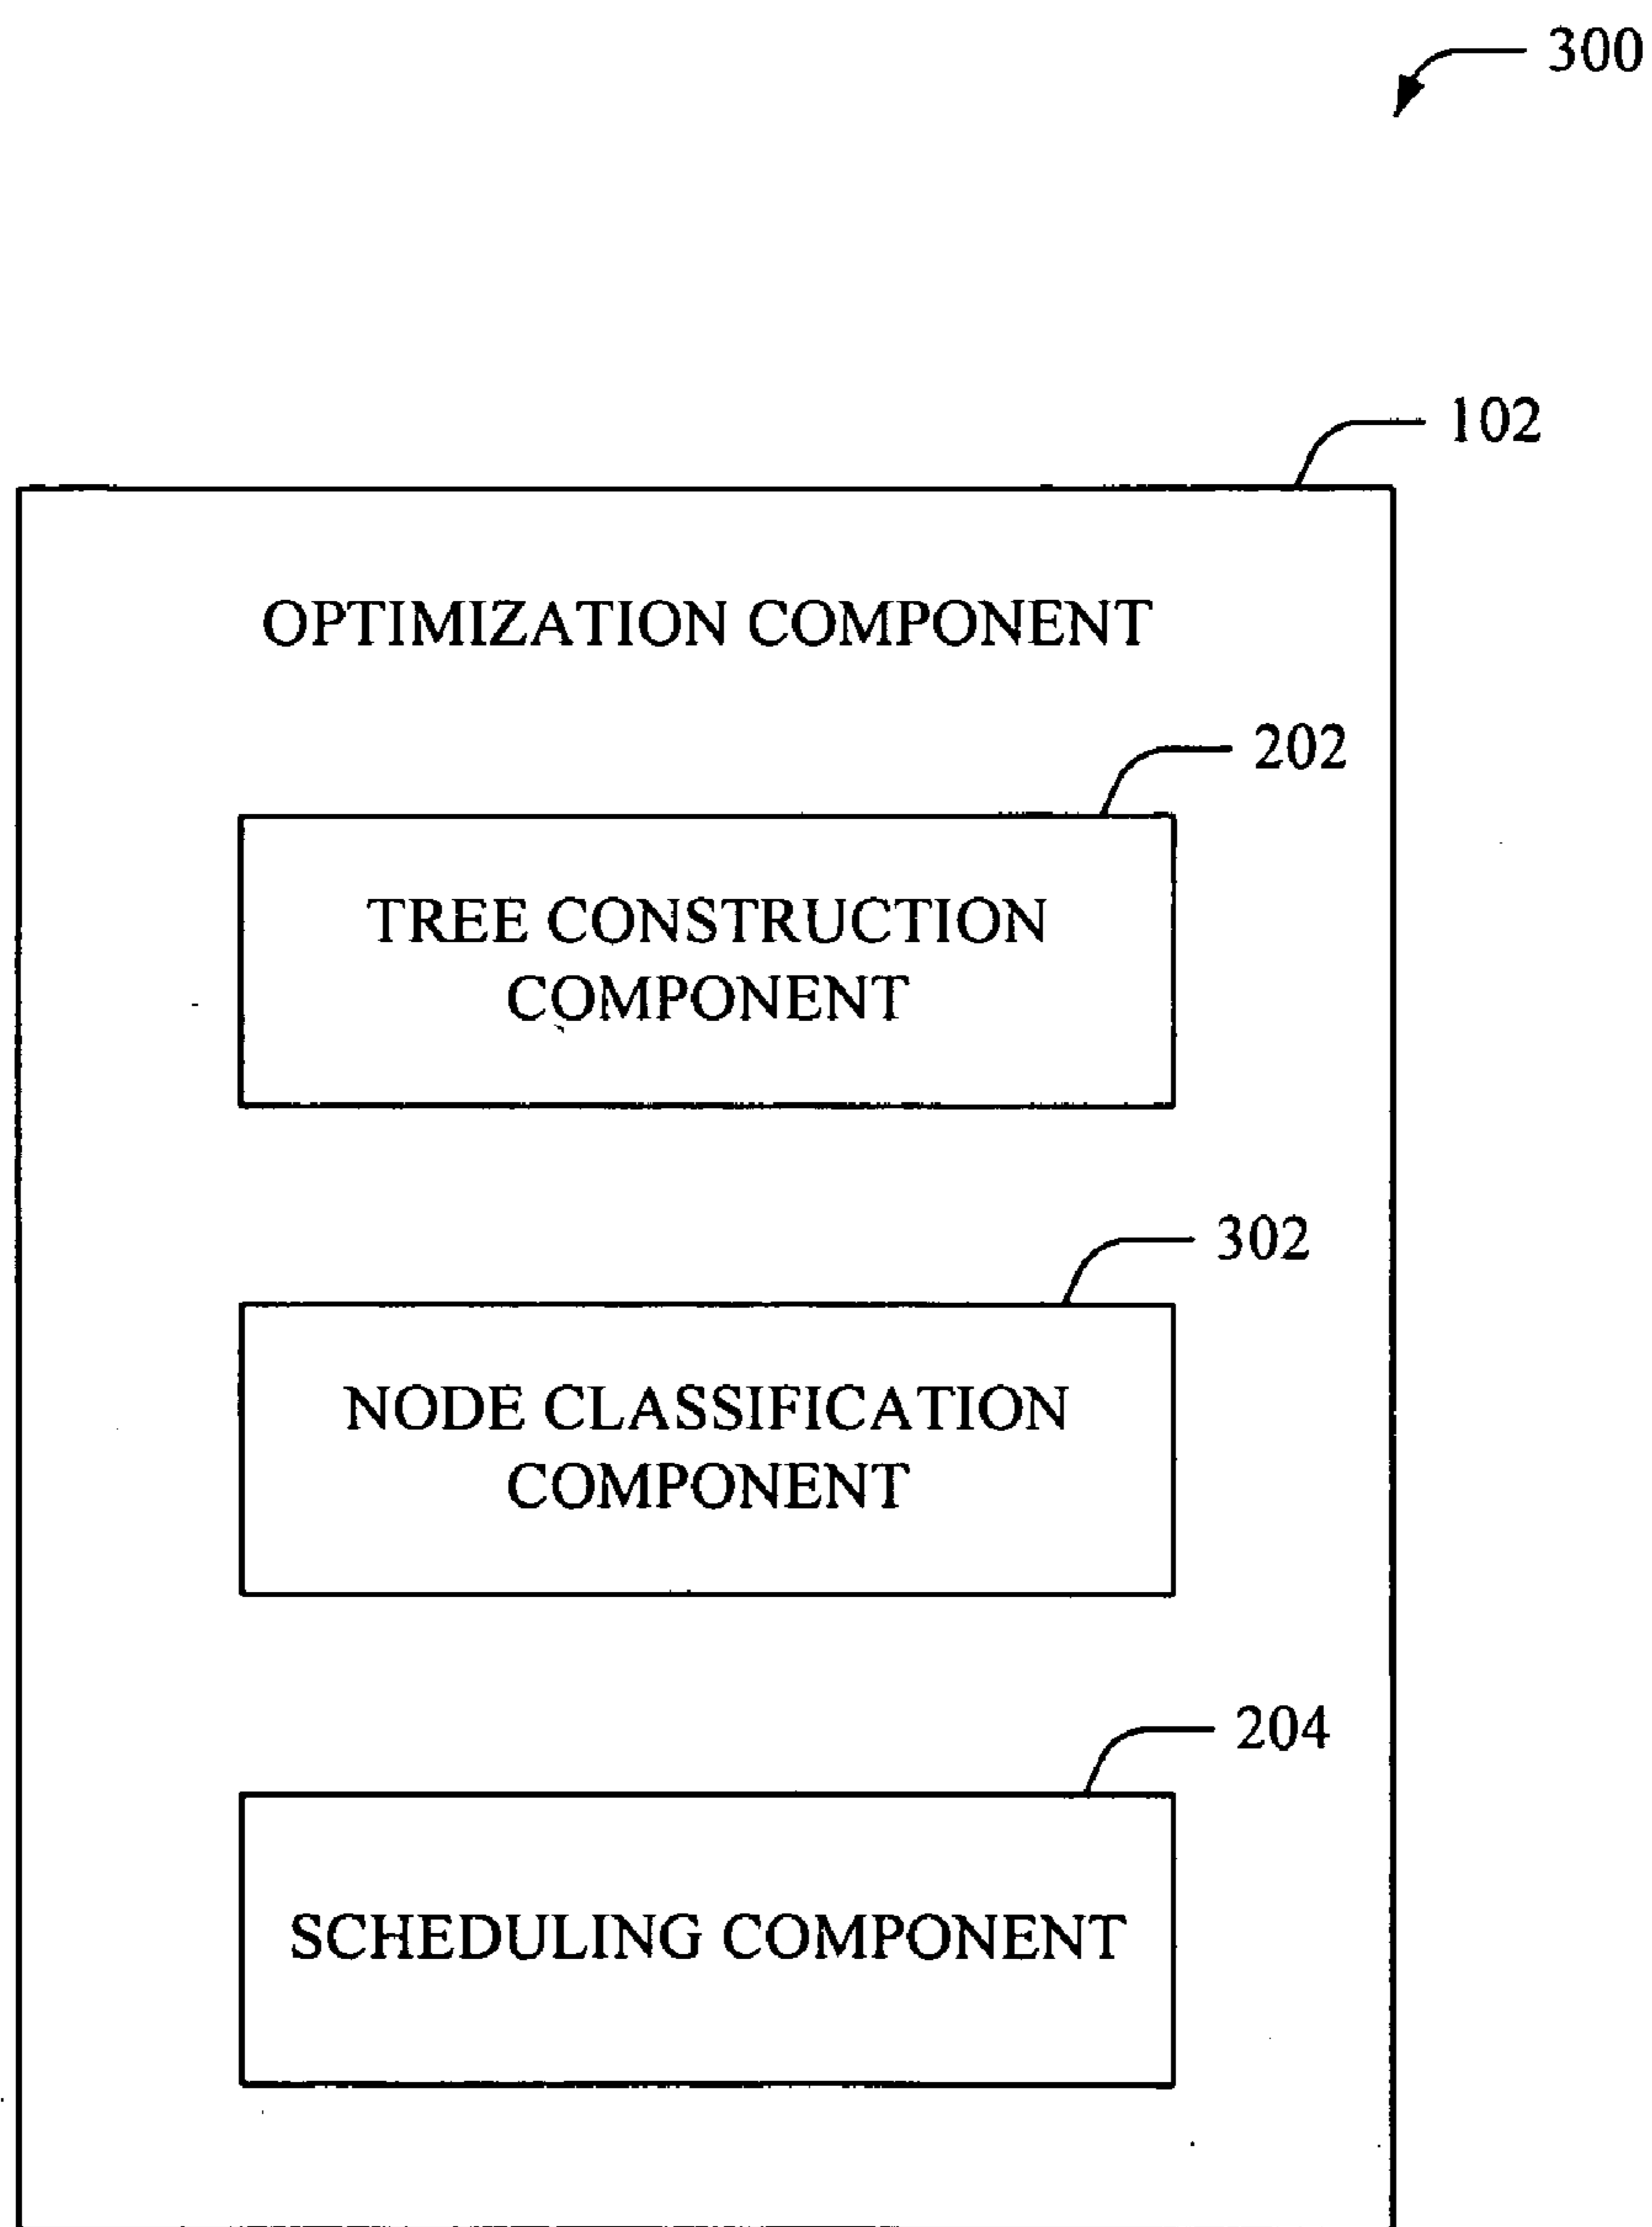 300
102
OPTIMIZATION COMPONENT
202
TREE CONSTRUCTION
COMPONENT
302
NODE CLASSIFICATION
COMPONENT
204
SCHEDULING COMPONENT